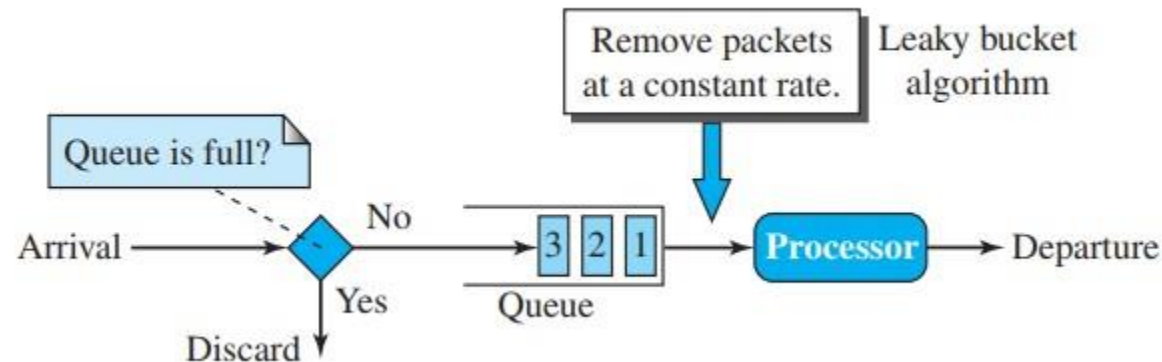 Remove packets
at a constant rate.
Leaky bucket
algorithm
Queue is full?
No
Arrival
3 2 1
Processor
Departure
Yes
Queue
Discard